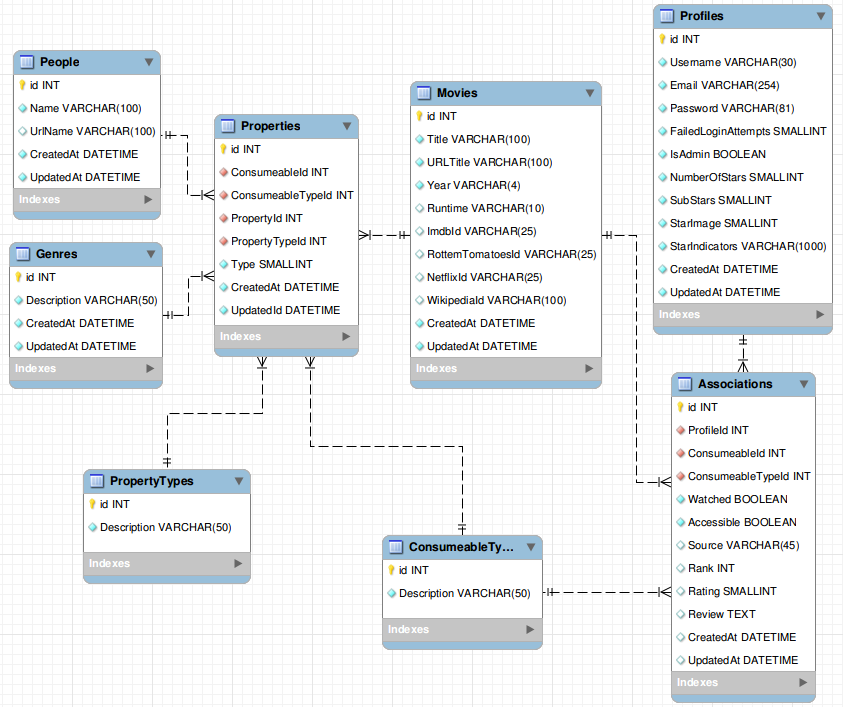 People
id INT
Name VARCHAR(100)
UrlName VARCHAR(100)
CreatedAt DATETIME
UpdatedAt DATETIME
Indexes
Genres
id INT
Description VARCHAR(50)
CreatedAt DATETIME
UpdatedAt DATETIME
Indexes
Properties
id INT
ConsumeableId INT
ConsumeableTypeId INT
PropertyId INT
PropertyTypeId INT
Type SMALLINT
CreatedAt DATETIME
UpdatedId DATETIME
Indexes
Movies
id INT
Title VARCHAR(100)
URLTitle VARCHAR(100)
Year VARCHAR(4)
Runtime VARCHAR(10)
ImdbId VARCHAR(25)
RottemTomatoesId VARCHAR(25)
NetflixId VARCHAR(25)
WikipediaId VARCHAR(100)
CreatedAt DATETIME
UpdatedAt DATETIME
Indexes
Profiles
id INT
Username VARCHAR(30)
Email VARCHAR(254)
Password VARCHAR(81)
FailedLoginAttempts SMALLINT
IsAdmin BOOLEAN
NumberOfStars SMALLINT
SubStars SMALLINT
StarImage SMALLINT
StarIndicators VARCHAR(1000)
CreatedAt DATETIME
UpdatedAt DATETIME
Indexes
PropertyTypes
id INT
Description VARCHAR(50)
Indexes
ConsumeableTy...
id INT
Description VARCHAR(50)
Indexes
Associations
id INT
ProfileId INT
ConsumeableId INT
ConsumeableTypeId INT
Watched BOOLEAN
Accessible BOOLEAN
Source VARCHAR(45)
Rank INT
Rating SMALLINT
Review TEXT
CreatedAt DATETIME
UpdatedAt DATETIME
Indexes